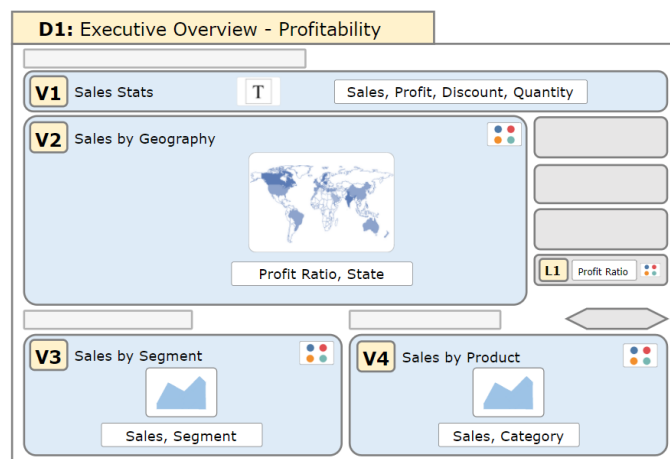 D1: Executive Overview - Profitability
V1 Sales Stats T Sales, Profit, Discount, Quantity
V2 Sales by Geography
Profit Ratio, State
L1 Profit Ratio
V3 Sales by Segment
Sales, Segment
V4 Sales by Product
Sales, Category